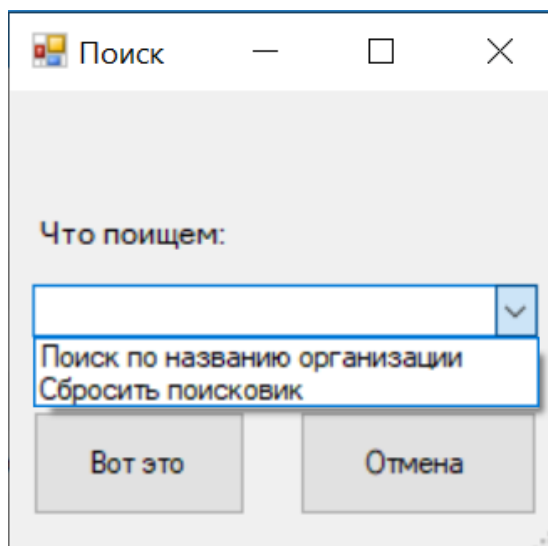 Поиск
Что поищем:
Поиск по названию организации
Сбросить поисковик
Вот это
Отмена